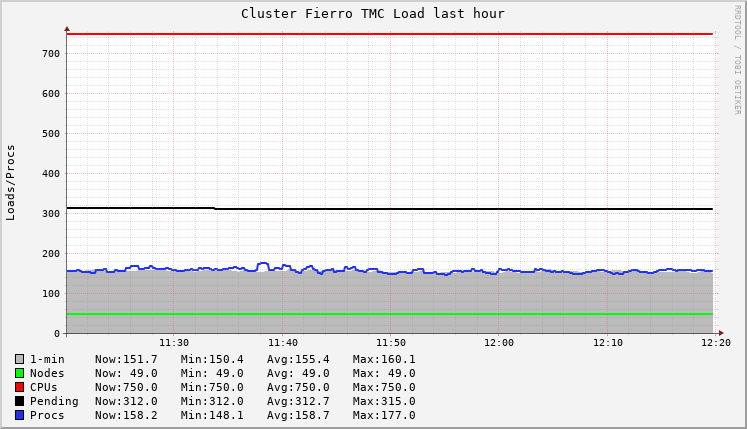 Cluster Fierro TMC Load last hour
RRDTOOL / TOBI OETIKER
Loads/Procs
700
600
500
400
300
200
100
0
11:30 11:40 11:50 12:00 12:10 12:20
1-min Now:151.7 Min:150.4 Avg:155.4 Max:160.1
Nodes Now: 49.0 Min: 49.0 Avg: 49.0 Max: 49.0
CPUs Now:750.0 Min:750.0 Avg:750.0 Max:750.0
Pending Now:312.0 Min:312.0 Avg:312.7 Max:315.0
Procs Now:158.2 Min:148.1 Avg:158.7 Max:177.0